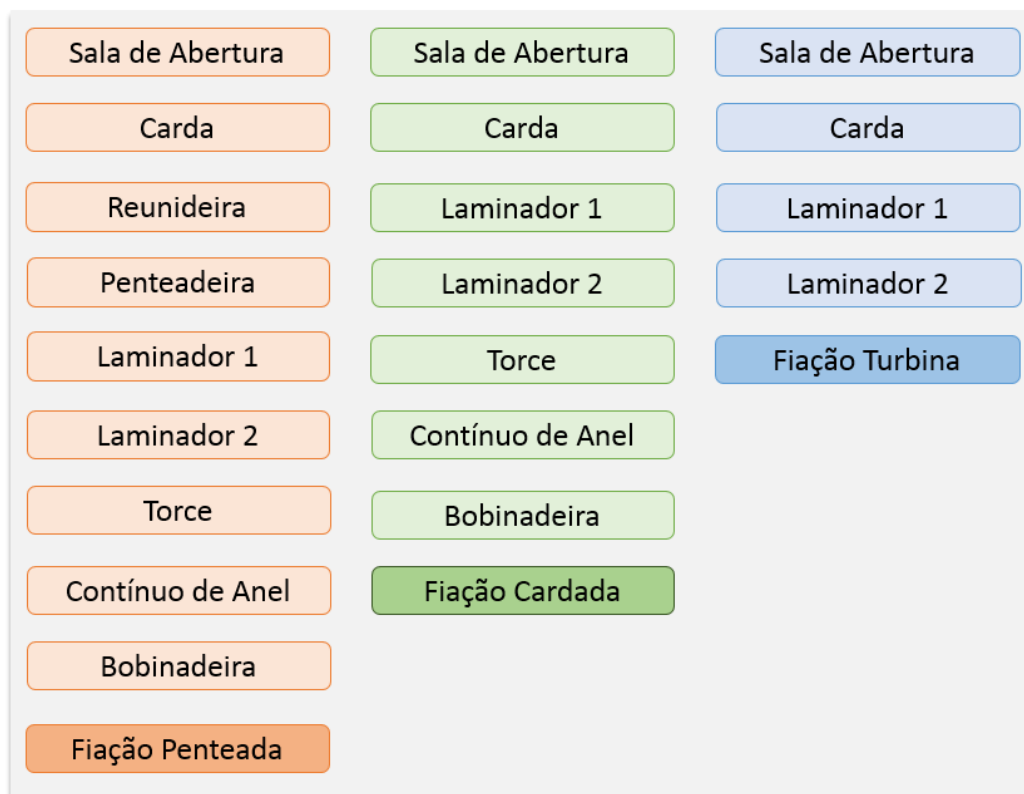 Sala de Abertura
Carda
Reunideira
Penteadeira
Laminador 1
Laminador 2
Torce
Contínuo de Anel
Bobinadeira
Fiação Penteada
Sala de Abertura
Carda
Laminador 1
Laminador 2
Torce
Contínuo de Anel
Bobinadeira
Fiação Cardada
Sala de Abertura
Carda
Laminador 1
Laminador 2
Fiação Turbina